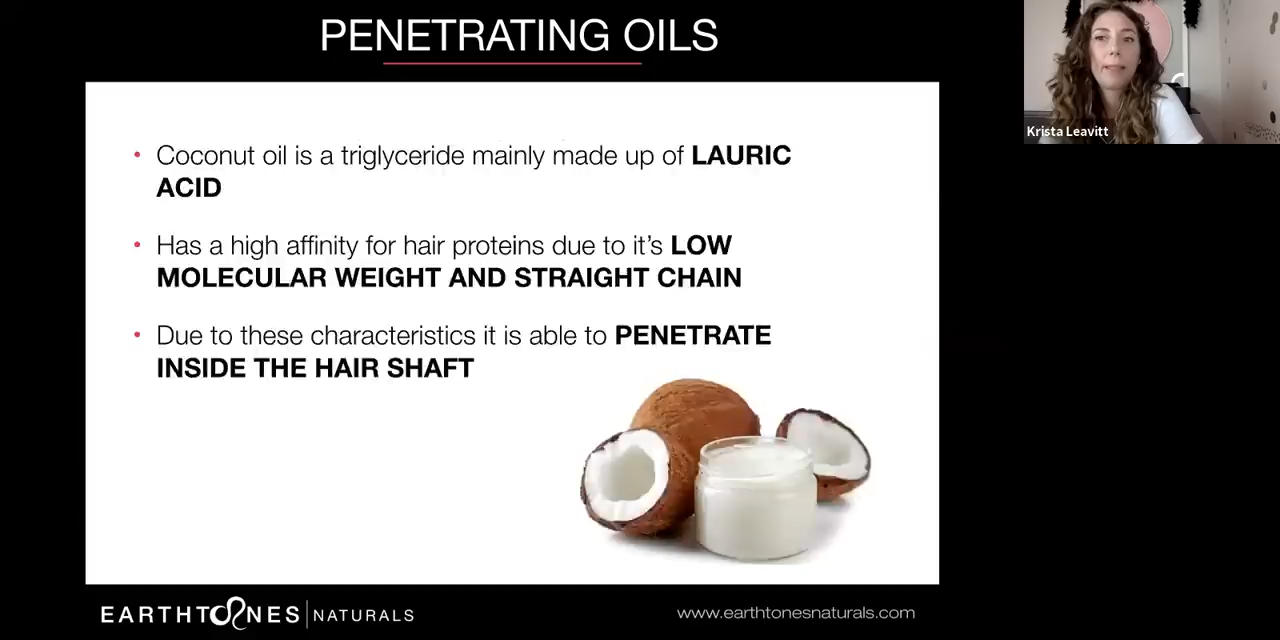 PENETRATING OILS
Krista Leavitt
• Coconut oil is a triglyceride mainly made up of LAURIC
ACID
• Has a high affinity for hair proteins due to it’s LOW
MOLECULAR WEIGHT AND STRAIGHT CHAIN
• Due to these characteristics it is able to PENETRATE
INSIDE THE HAIR SHAFT
EARTHTONES | NATURALS
www.earthtonesnaturals.com